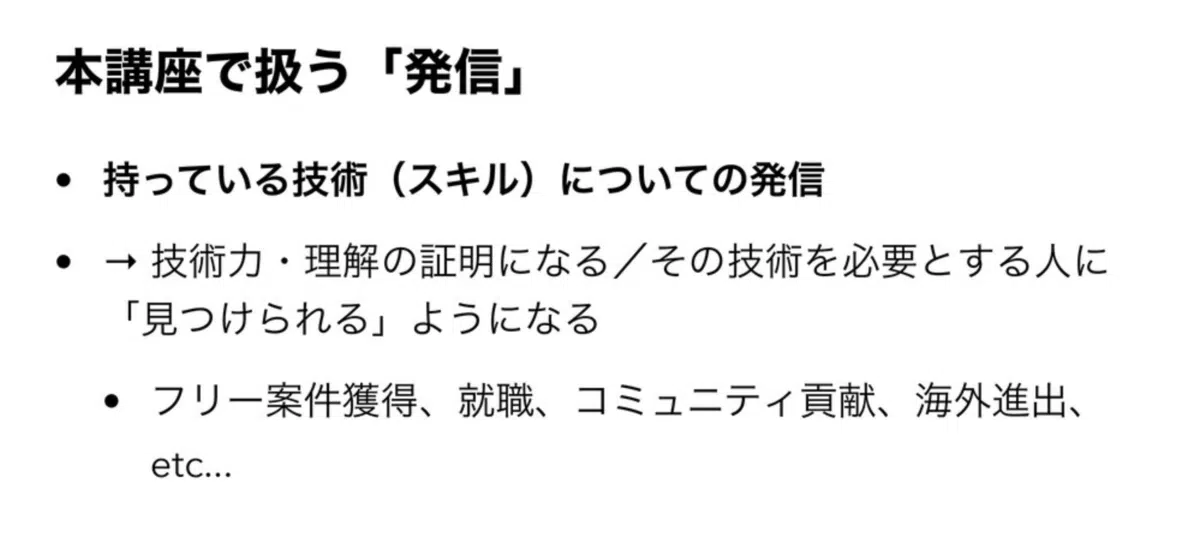 本講座で扱う「発信」
• 持っている技術（スキル）についての発信
• → 技術力・理解の証明になる／その技術を必要とする人に
「見つけられる」ようになる
• フリー案件獲得、就職、コミュニティ貢献、海外進出、
etc...